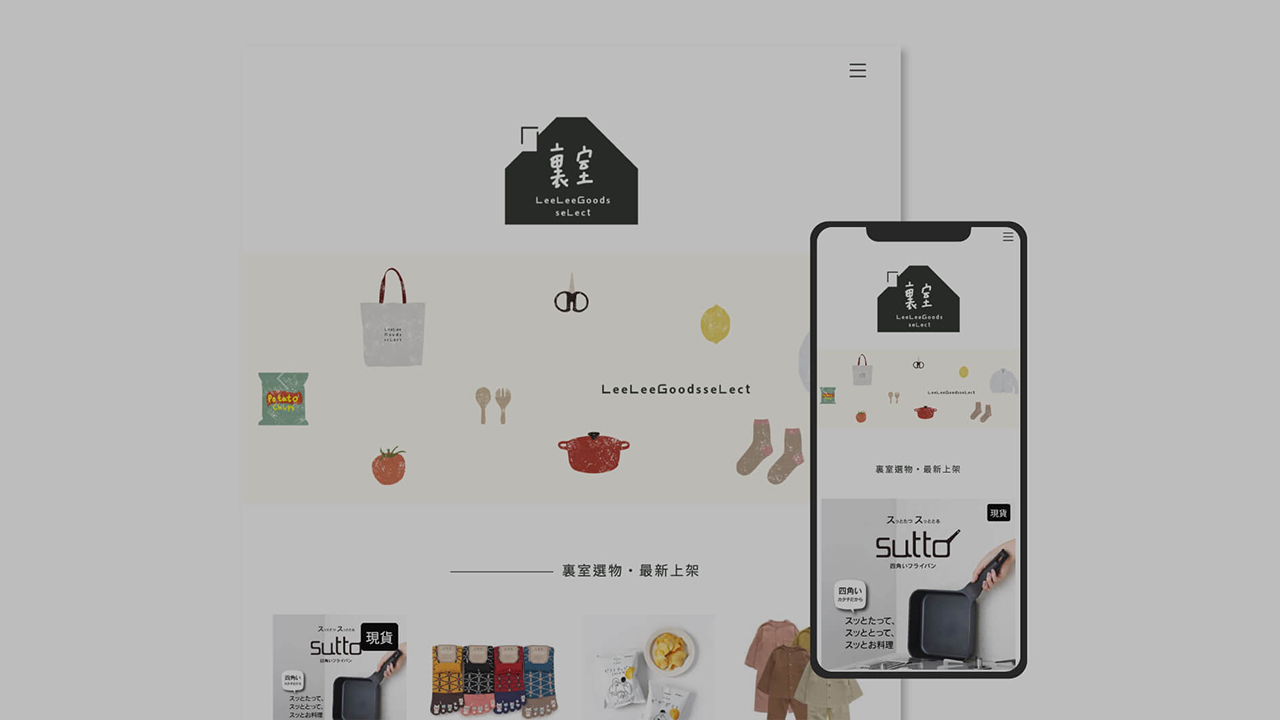 裏室
LeeLeeGoods
seLect
LeeLee
Goods
seLect
Potato
Chips
LeeLeeGoodsseLect
裏室選物・最新上架
スッとたつ スッととる
sutto
現貨
四角いフライパン
四角い
カタチだから
スッとたって、
スッととって、
スッとお料理
裏室
LeeLeeGoods
seLect
LeeLeeGoodsseLect
裏室選物・最新上架
スッとたつ スッととる
現貨
sutto
四角いフライパン
四角い
カタチだから
スッとたって、
スッととって、
スッとお料理